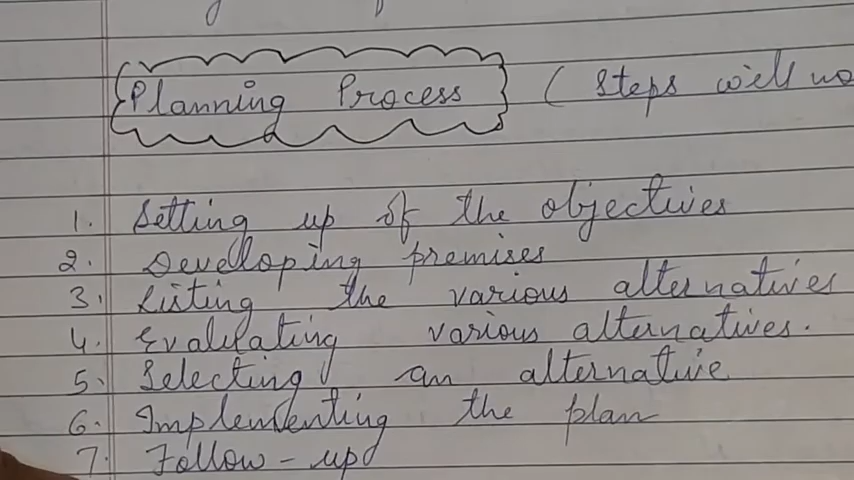 Planning Process ( Steps will
1. Setting up of the objectives
2. Developing premises
3. Listing the various alternatives
4. Evaluating various alternatives.
5. Selecting an alternative
6. Implementing the plan
7. Follow-up